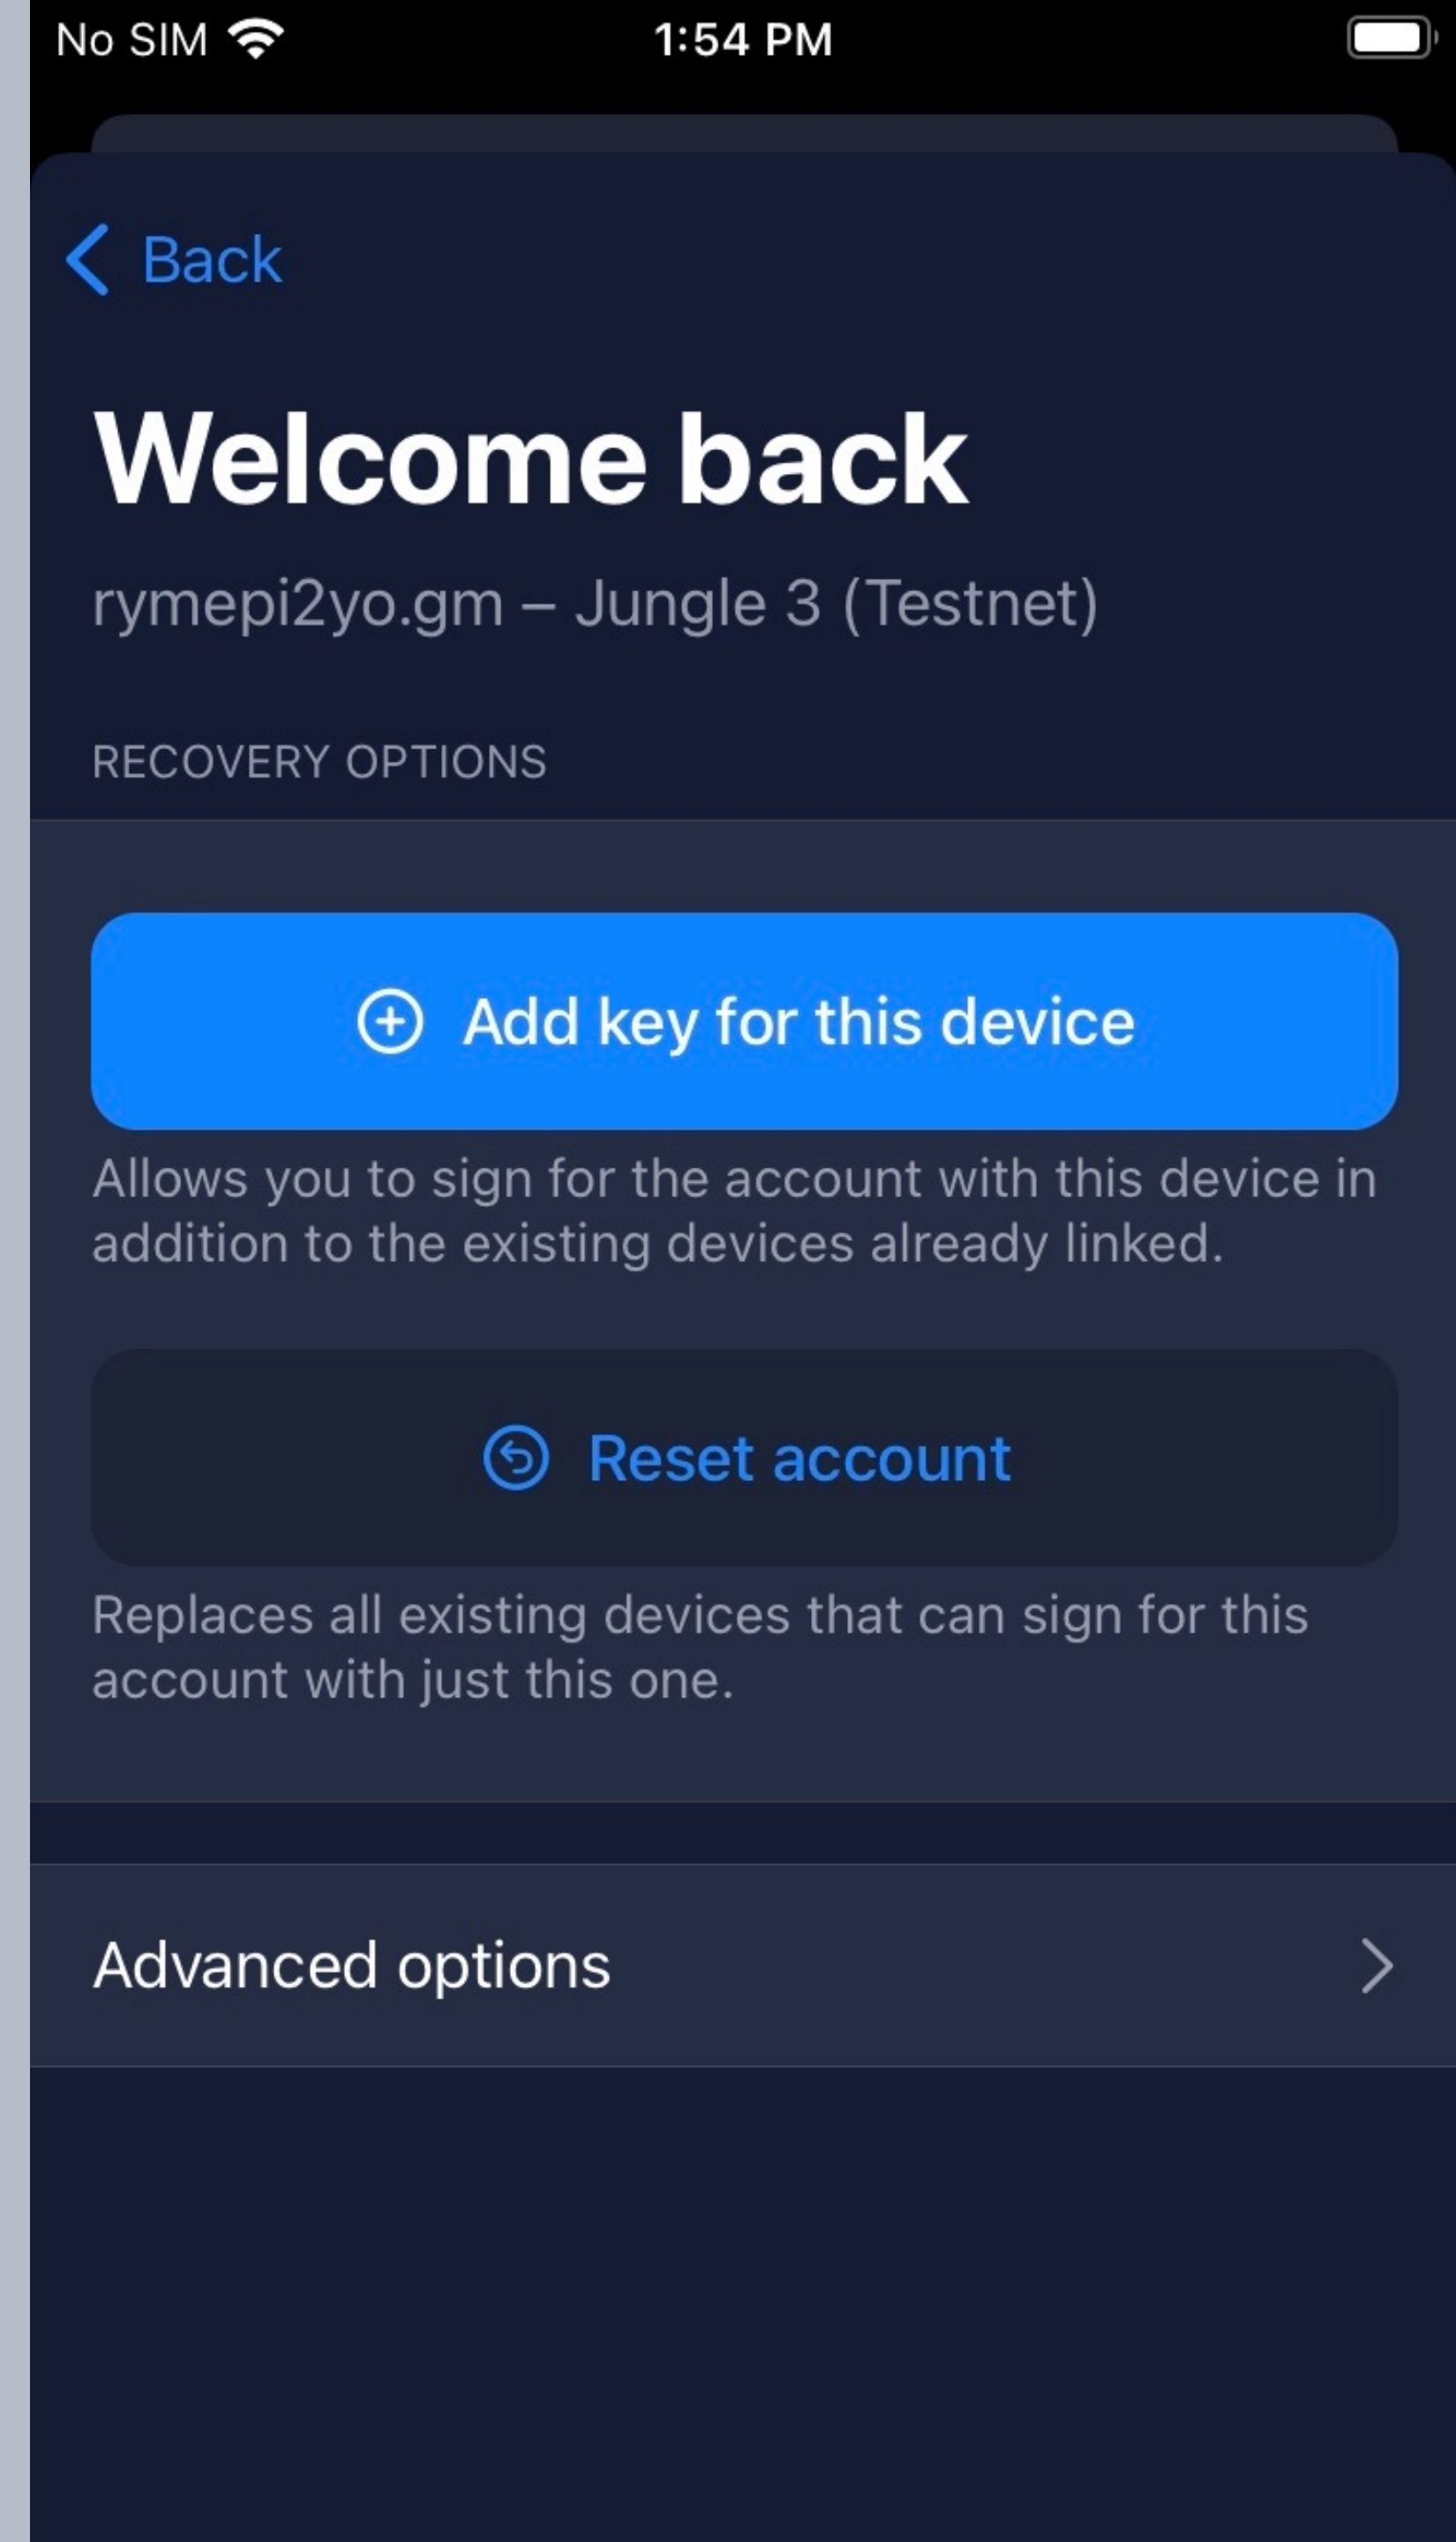 No SIM 1:54 PM
Back
Welcome back
rymepi2yo.gm – Jungle 3 (Testnet)
RECOVERY OPTIONS
Add key for this device
Allows you to sign for the account with this device in
addition to the existing devices already linked.
Reset account
Replaces all existing devices that can sign for this
account with just this one.
Advanced options